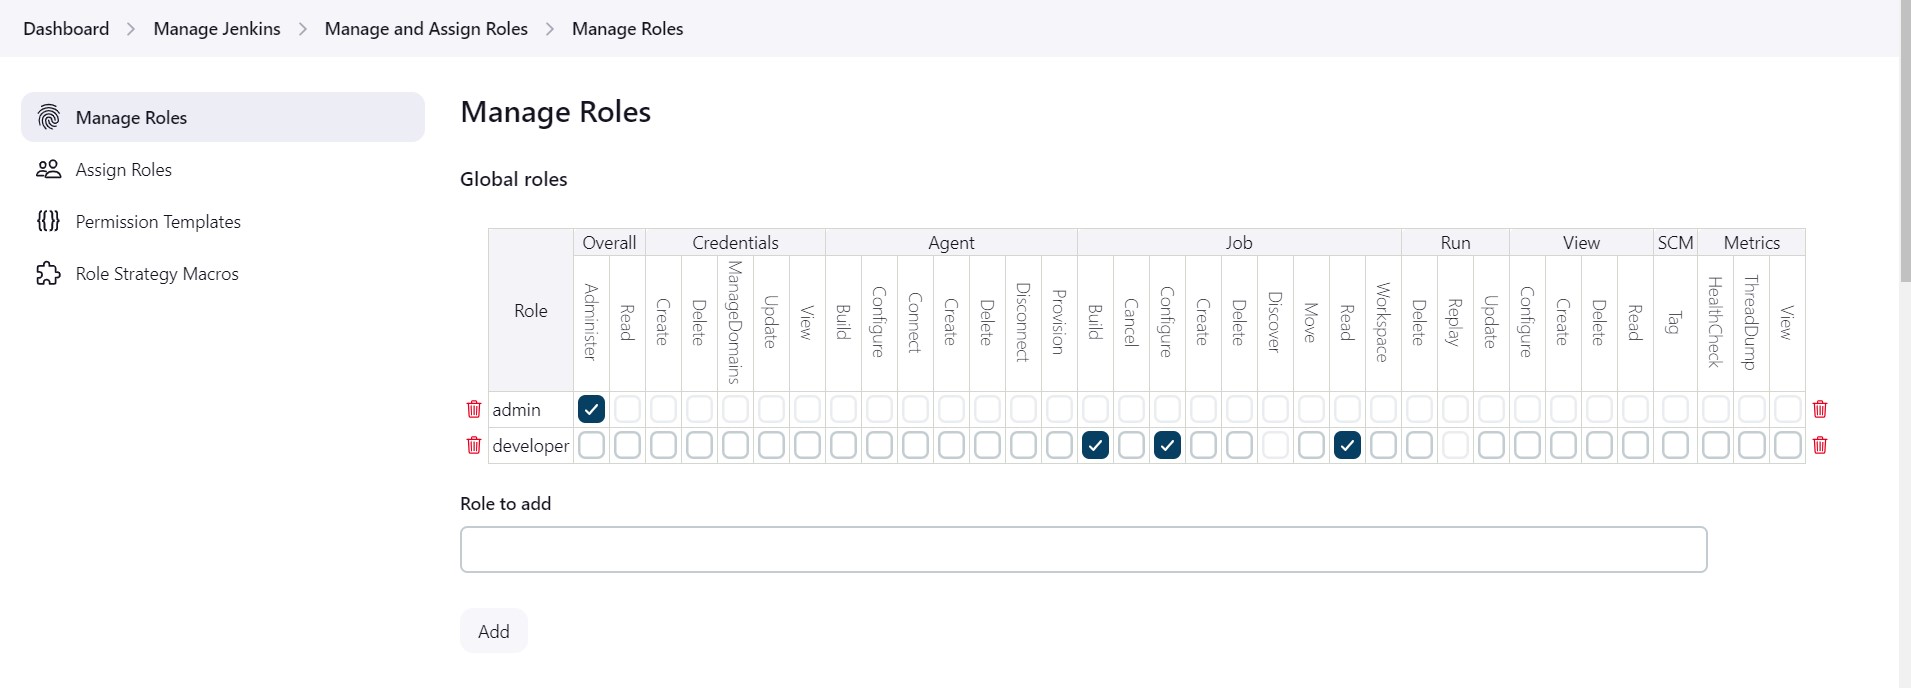 Dashboard > Manage Jenkins > Manage and Assign Roles > Manage Roles
Manage Roles
Assign Roles
Permission Templates
Role Strategy Macros
Manage Roles
Global roles
Role Overall Credentials Agent Job Run View SCM Metrics
Administer Read Create Delete ManageDomains Update View Build Configure Connect Create Delete Disconnect Provision Build Cancel Configure Create Delete Discover Move Read Workspace Delete Replay Update Configure Create Delete Read Tag HealthCheck ThreadDump View
admin
developer
Role to add
Add